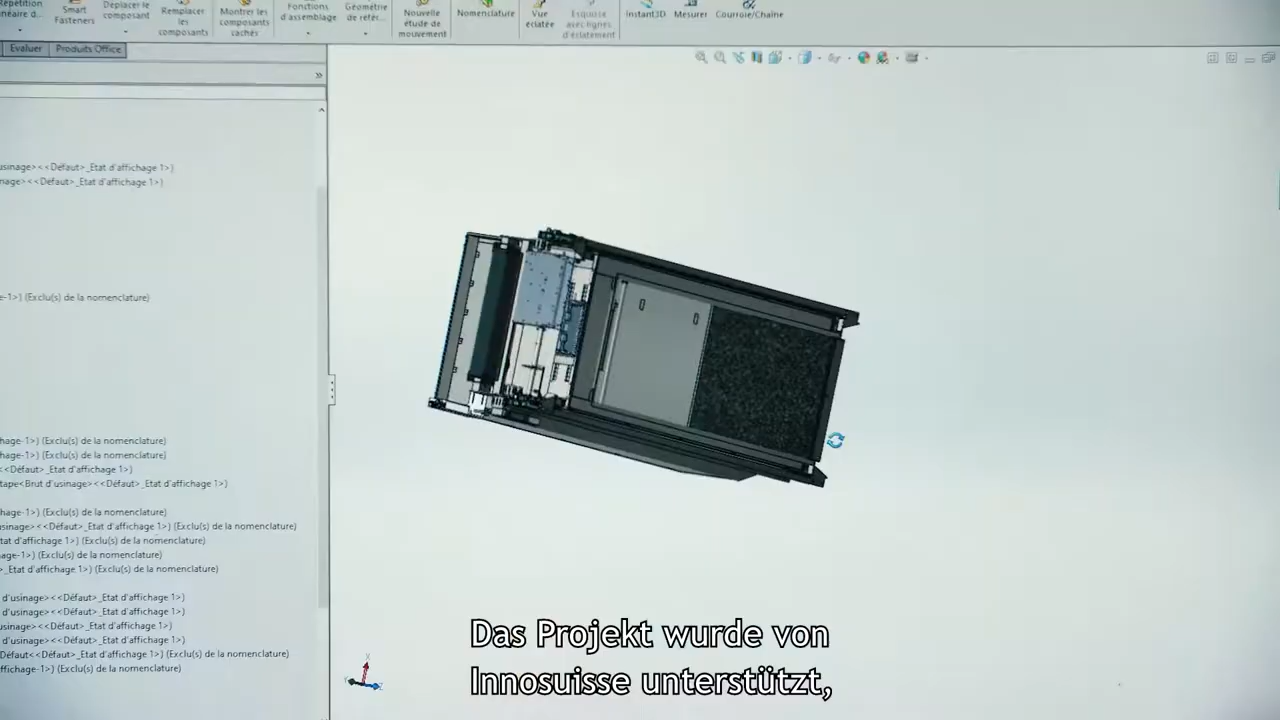 Répétition
linéaire d...
Smart
Fasteners
Déplacer le
composant
Remplacer
les
composants
Montrer les
composants
cachés
Fonctions
d'assemblage
Géométrie
de référ...
Nouvelle
étude de
mouvement
Nomenclature
Vue
éclatée
Esquisse
avec lignes
d'éclatement
Instant3D
Mesurer
Courroie/Chaîne
Evaluer
Produits Office
»
usinage><<Défaut>_Etat d'affichage 1>)
nage><<Défaut>_Etat d'affichage 1>)
e-1>) (Exclu(s) de la nomenclature)
hage-1>) (Exclu(s) de la nomenclature)
hage-1>) (Exclu(s) de la nomenclature)
<<Défaut>_Etat d'affichage 1>)
tape<Brut d'usinage><<Défaut>_Etat d'affichage 1>)
hage-1>) (Exclu(s) de la nomenclature)
usinage><<Défaut>_Etat d'affichage 1>) (Exclu(s) de la nomenclature)
tat d'affichage 1>) (Exclu(s) de la nomenclature)
age-1>) (Exclu(s) de la nomenclature)
>_Etat d'affichage 1>) (Exclu(s) de la nomenclature)
d'usinage><<Défaut>_Etat d'affichage 1>)
d'usinage><<Défaut>_Etat d'affichage 1>)
usinage><<Défaut>_Etat d'affichage 1>)
d'usinage><<Défaut>_Etat d'affichage 1>)
Défaut><<Défaut>_Etat d'affichage 1>) (Exclu(s) de la nomenclature)
ffichage-1>) (Exclu(s) de la nomenclature)
Das Projekt wurde von
Innosuisse unterstützt,